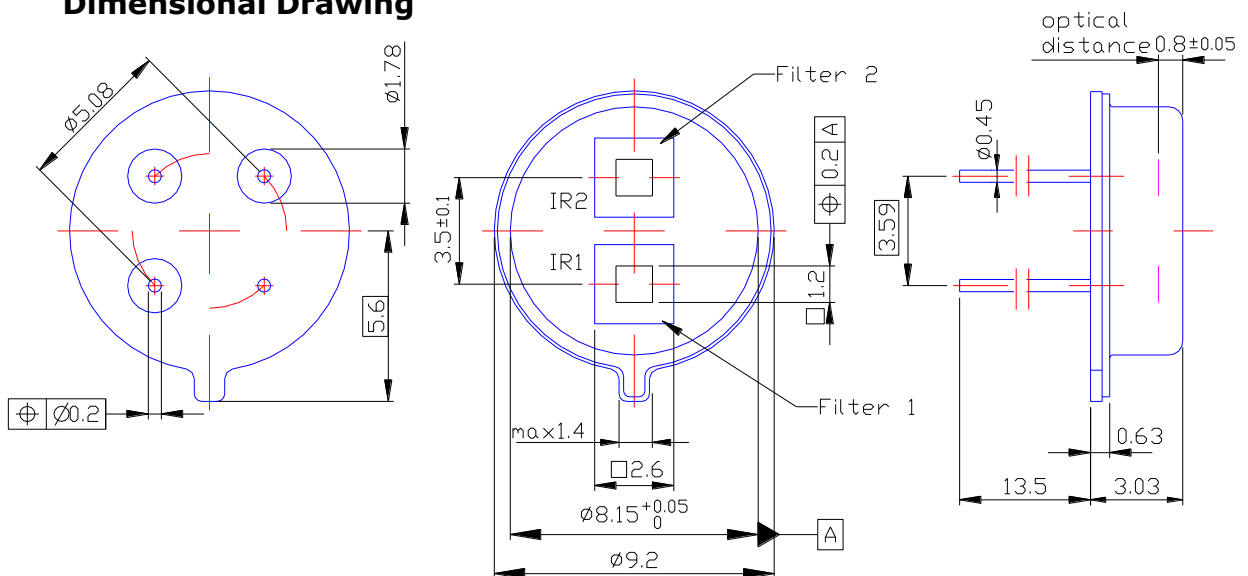 Dimensional Drawing
ø5.08
ø1.78
5.6
⌖ Ø0.2
Filter 2
IR2
3.5±0.1
IR1
⌖ 0.2 A
□1.2
Filter 1
max1.4
□2.6
ø8.15 +0.05 0
A
ø9.2
optical
distance 0.8±0.05
ø0.45
3.59
0.63
13.5
3.03